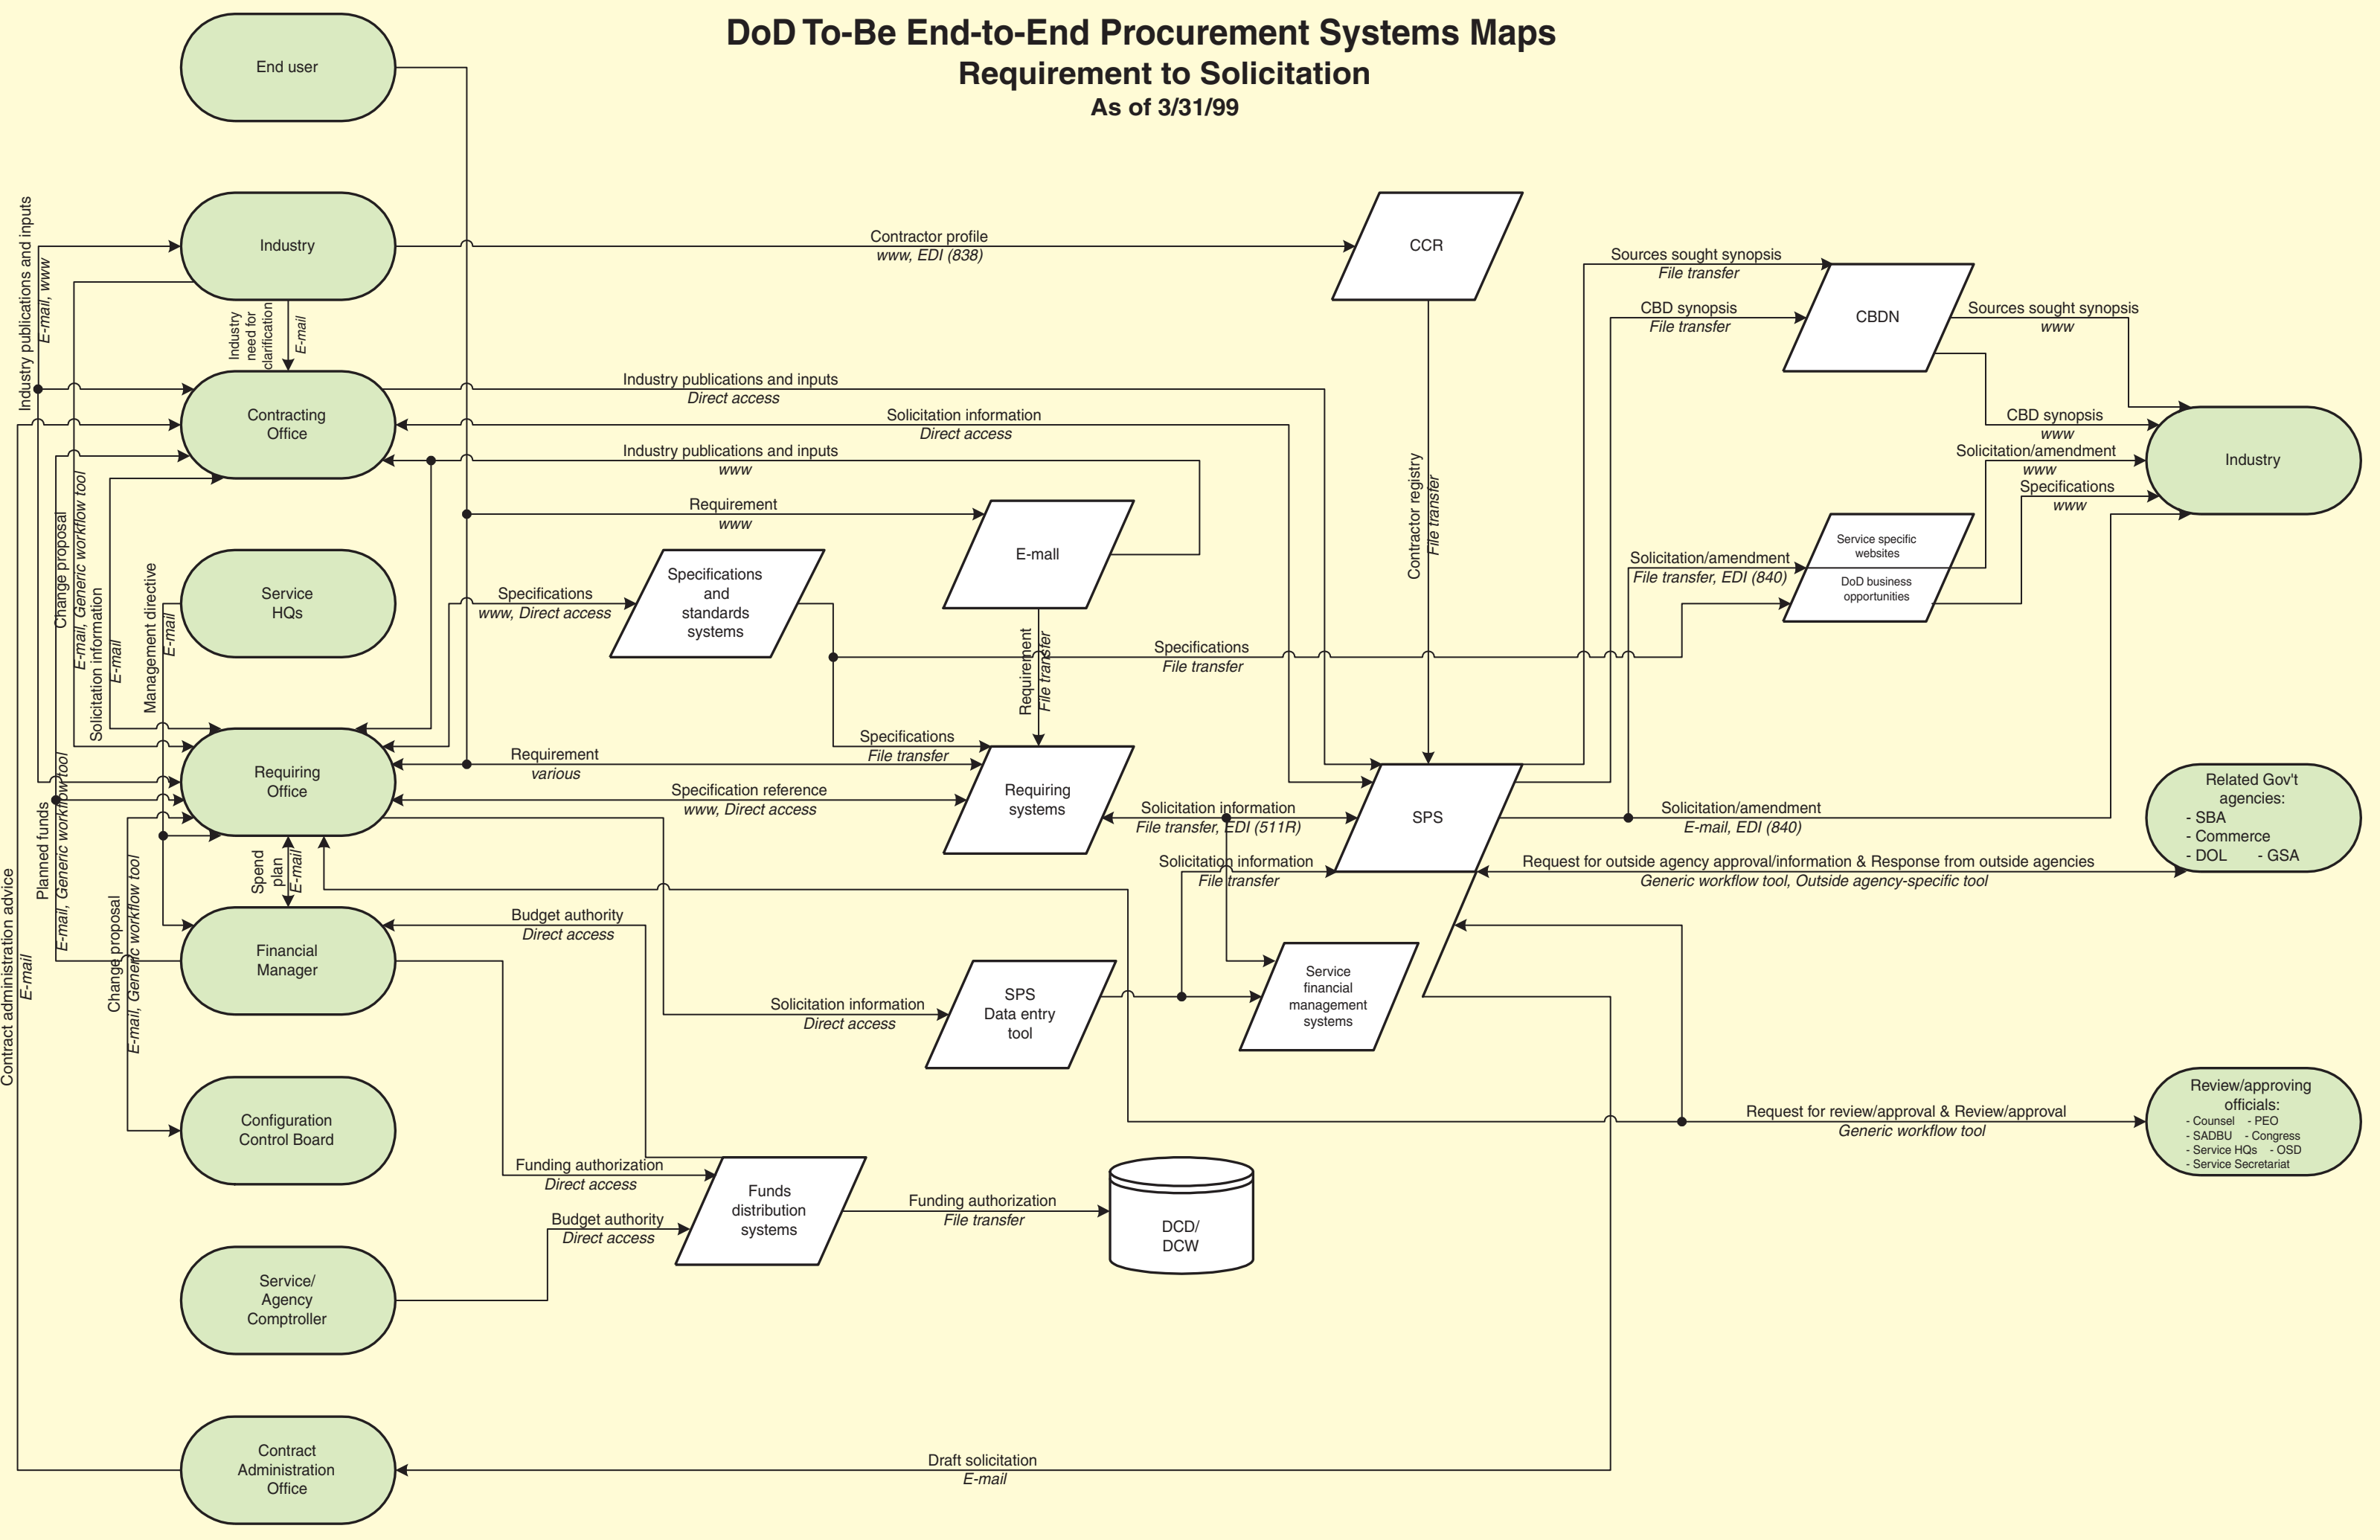 DoD To-Be End-to-End Procurement Systems Maps
Requirement to Solicitation
As of 3/31/99
End user
Industry
Contractor profile
www, EDI (838)
CCR
Industry publications and inputs
E-mail, www
Industry
need for
clarification
E-mail
Sources sought synopsis
File transfer
CBD synopsis
File transfer
CBDN
Sources sought synopsis
www
CBD synopsis
www
Solicitation/amendment
www
Specifications
www
Industry
Contracting
Office
Industry publications and inputs
Direct access
Solicitation information
Direct access
Industry publications and inputs
www
Requirement
www
E-mall
Contractor registry
File transfer
Change proposal
E-mail, Generic workflow tool
Solicitation information
E-mail
Management directive
E-mail
Service
HQs
Specifications
www, Direct access
Specifications
and
standards
systems
Solicitation/amendment
File transfer, EDI (840)
Service specific
websites
DoD business
opportunities
Requirement
File transfer
Specifications
File transfer
Specifications
File transfer
Requiring
Office
Requirement
various
Specification reference
www, Direct access
Requiring
systems
Solicitation information
File transfer, EDI (511R)
SPS
Solicitation/amendment
E-mail, EDI (840)
Related Gov't
agencies:
- SBA
- Commerce
- DOL - GSA
Solicitation information
File transfer
Request for outside agency approval/information & Response from outside agencies
Generic workflow tool, Outside agency-specific tool
Planned funds
E-mail, Generic workflow tool
Spend
plan
E-mail
Contract administration advice
E-mail
Change proposal
E-mail, Generic workflow tool
Financial
Manager
Budget authority
Direct access
Solicitation information
Direct access
SPS
Data entry
tool
Service
financial
management
systems
Configuration
Control Board
Request for review/approval & Review/approval
Generic workflow tool
Review/approving
officials:
- Counsel - PEO
- SADBU - Congress
- Service HQs - OSD
- Service Secretariat
Funding authorization
Direct access
Budget authority
Direct access
Funds
distribution
systems
Funding authorization
File transfer
DCD/
DCW
Service/
Agency
Comptroller
Contract
Administration
Office
Draft solicitation
E-mail